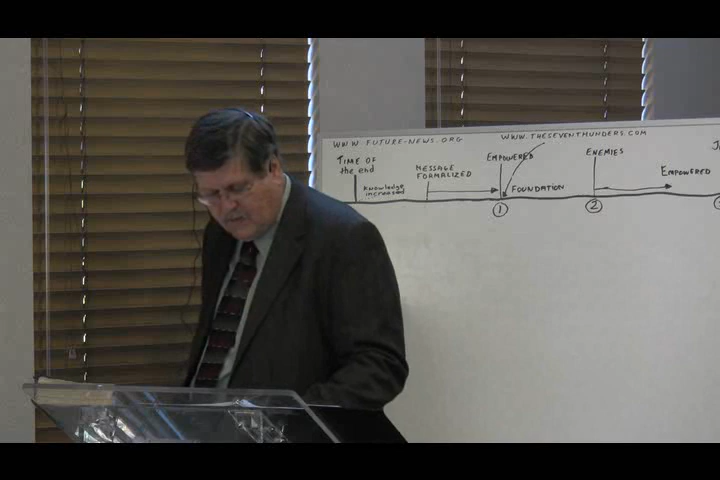 WWW. FUTURE-NEWS.ORG
WWW. THESEVENTHUNDERS.COM
TIME OF
the end
MESSAGE
FORMALIZED
EMPOWERED
ENEMIES
EMPOWERED
Knowledge
increased
FOUNDATION
1
2